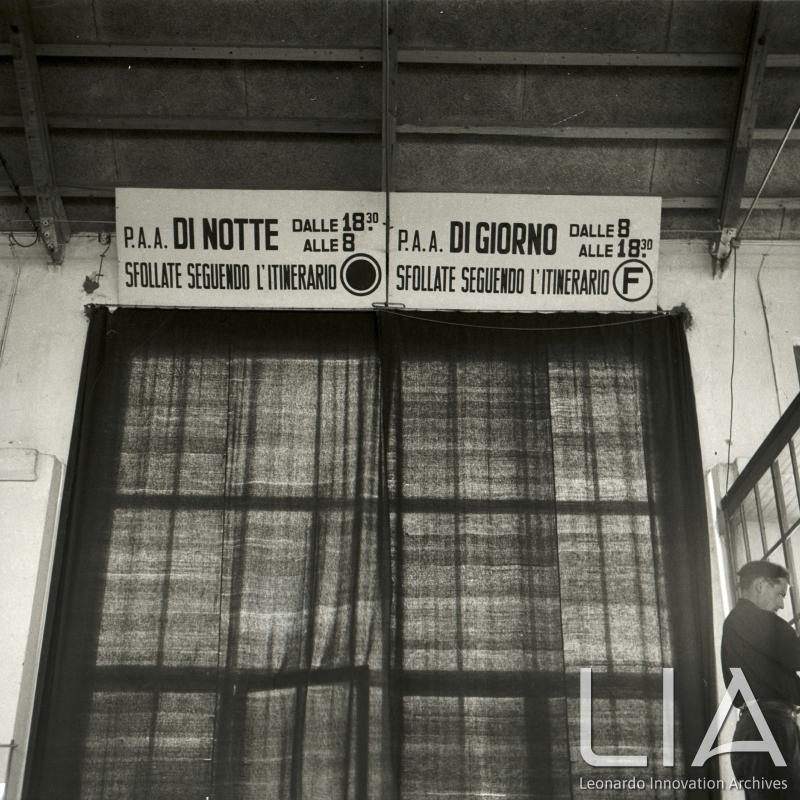 P.A.A. DI NOTTE DALLE 18.30
ALLE 8
SFOLLATE SEGUENDO L'ITINERARIO
P.A.A. DI GIORNO DALLE 8
ALLE 18.30
SFOLLATE SEGUENDO L'ITINERARIO F
LIA
Leonardo Innovation Archives